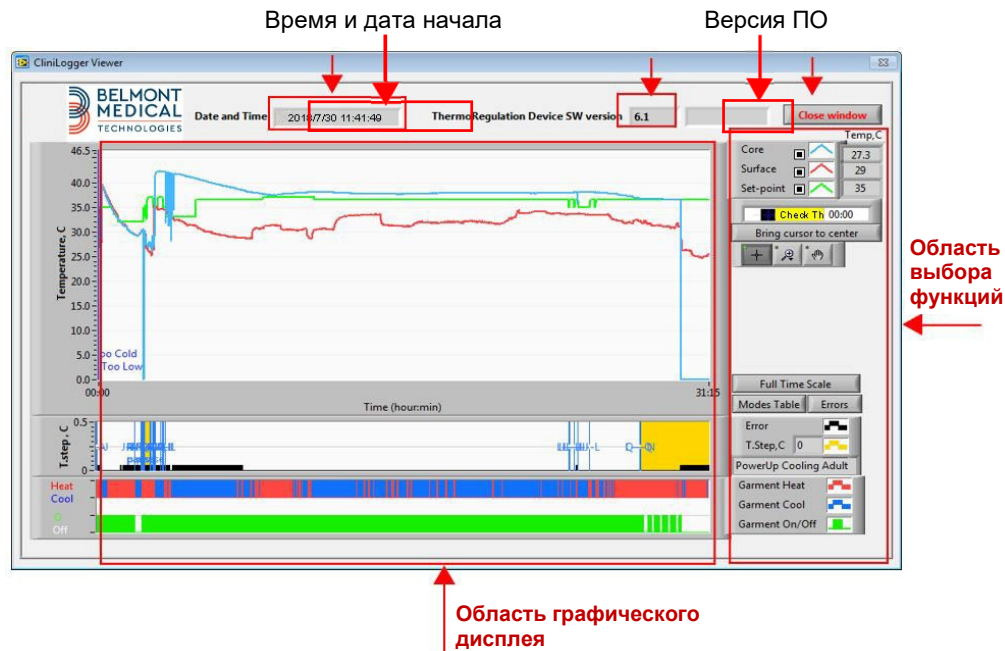 Время и дата начала
Версия ПО
CliniLogger Viewer
BELMONT
MEDICAL
TECHNOLOGIES
Date and Time 2018/7/30 11:41:49
ThermoRegulation Device SW version 6.1
Close window
Temp,C
Core 27.3
Surface 29
Set-point 35
Check Th 00:00
Bring cursor to center
Область
выбора
функций
46.5
40.0
35.0
30.0
25.0
20.0
15.0
10.0
5.0
0.0
Temperature, C
oo Cold
Too Low
00:00
31:15
Time (hour:min)
Full Time Scale
Modes Table Errors
Error
T.Step,C 0
PowerUp Cooling Adult
Garment Heat
Garment Cool
Garment On/Off
0.5
0
T.step, C
Heat
Cool
Off
Область графического
дисплея